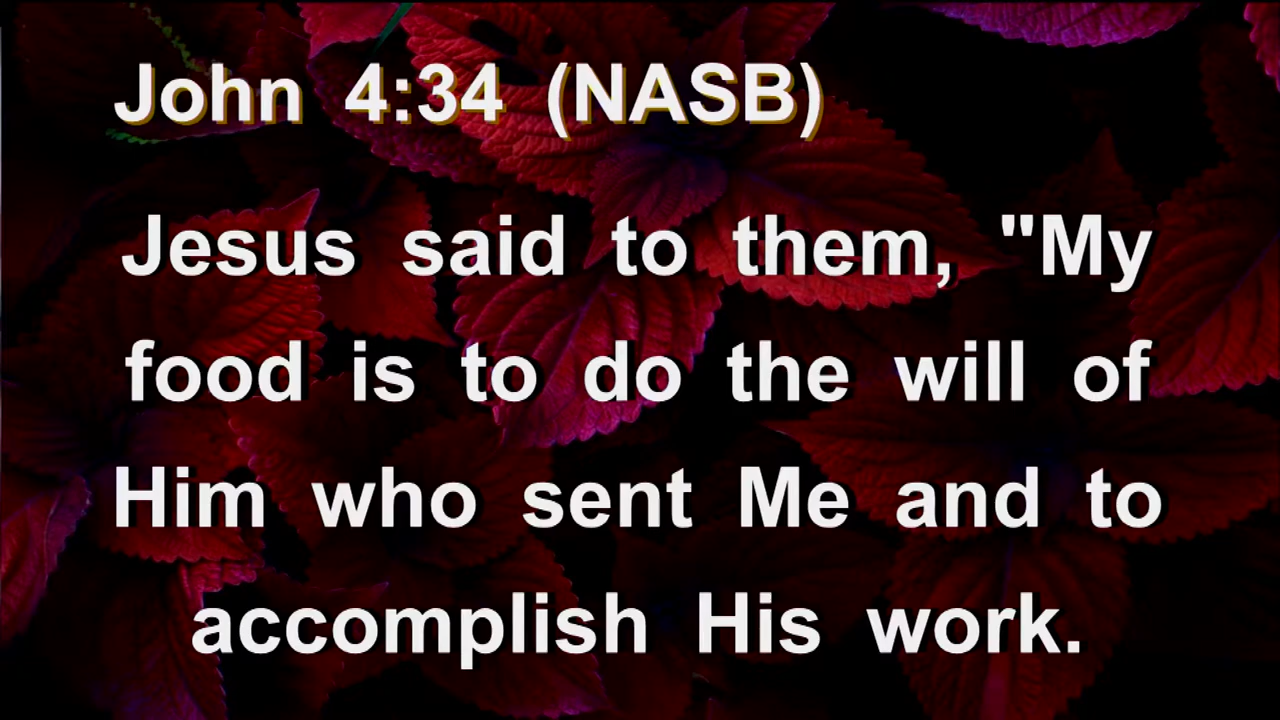 John 4:34 (NASB)
Jesus said to them, "My
food is to do the will of
Him who sent Me and to
accomplish His work.